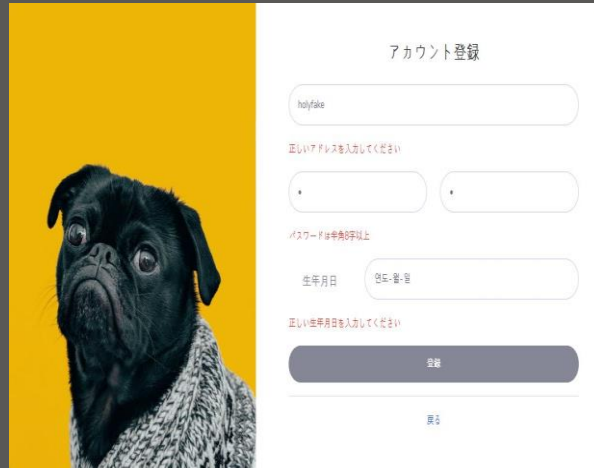 アカウント登録
holyfake
正しいアドレスを入力してください
パスワードは半角8字以上
生年月日 연도-월-일
正しい生年月日を入力してください
登録
戻る